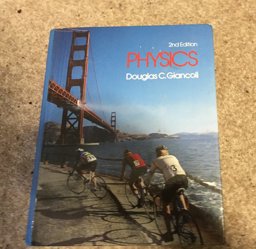 2nd Edition
PHYSICS
Douglas C. Giancoli